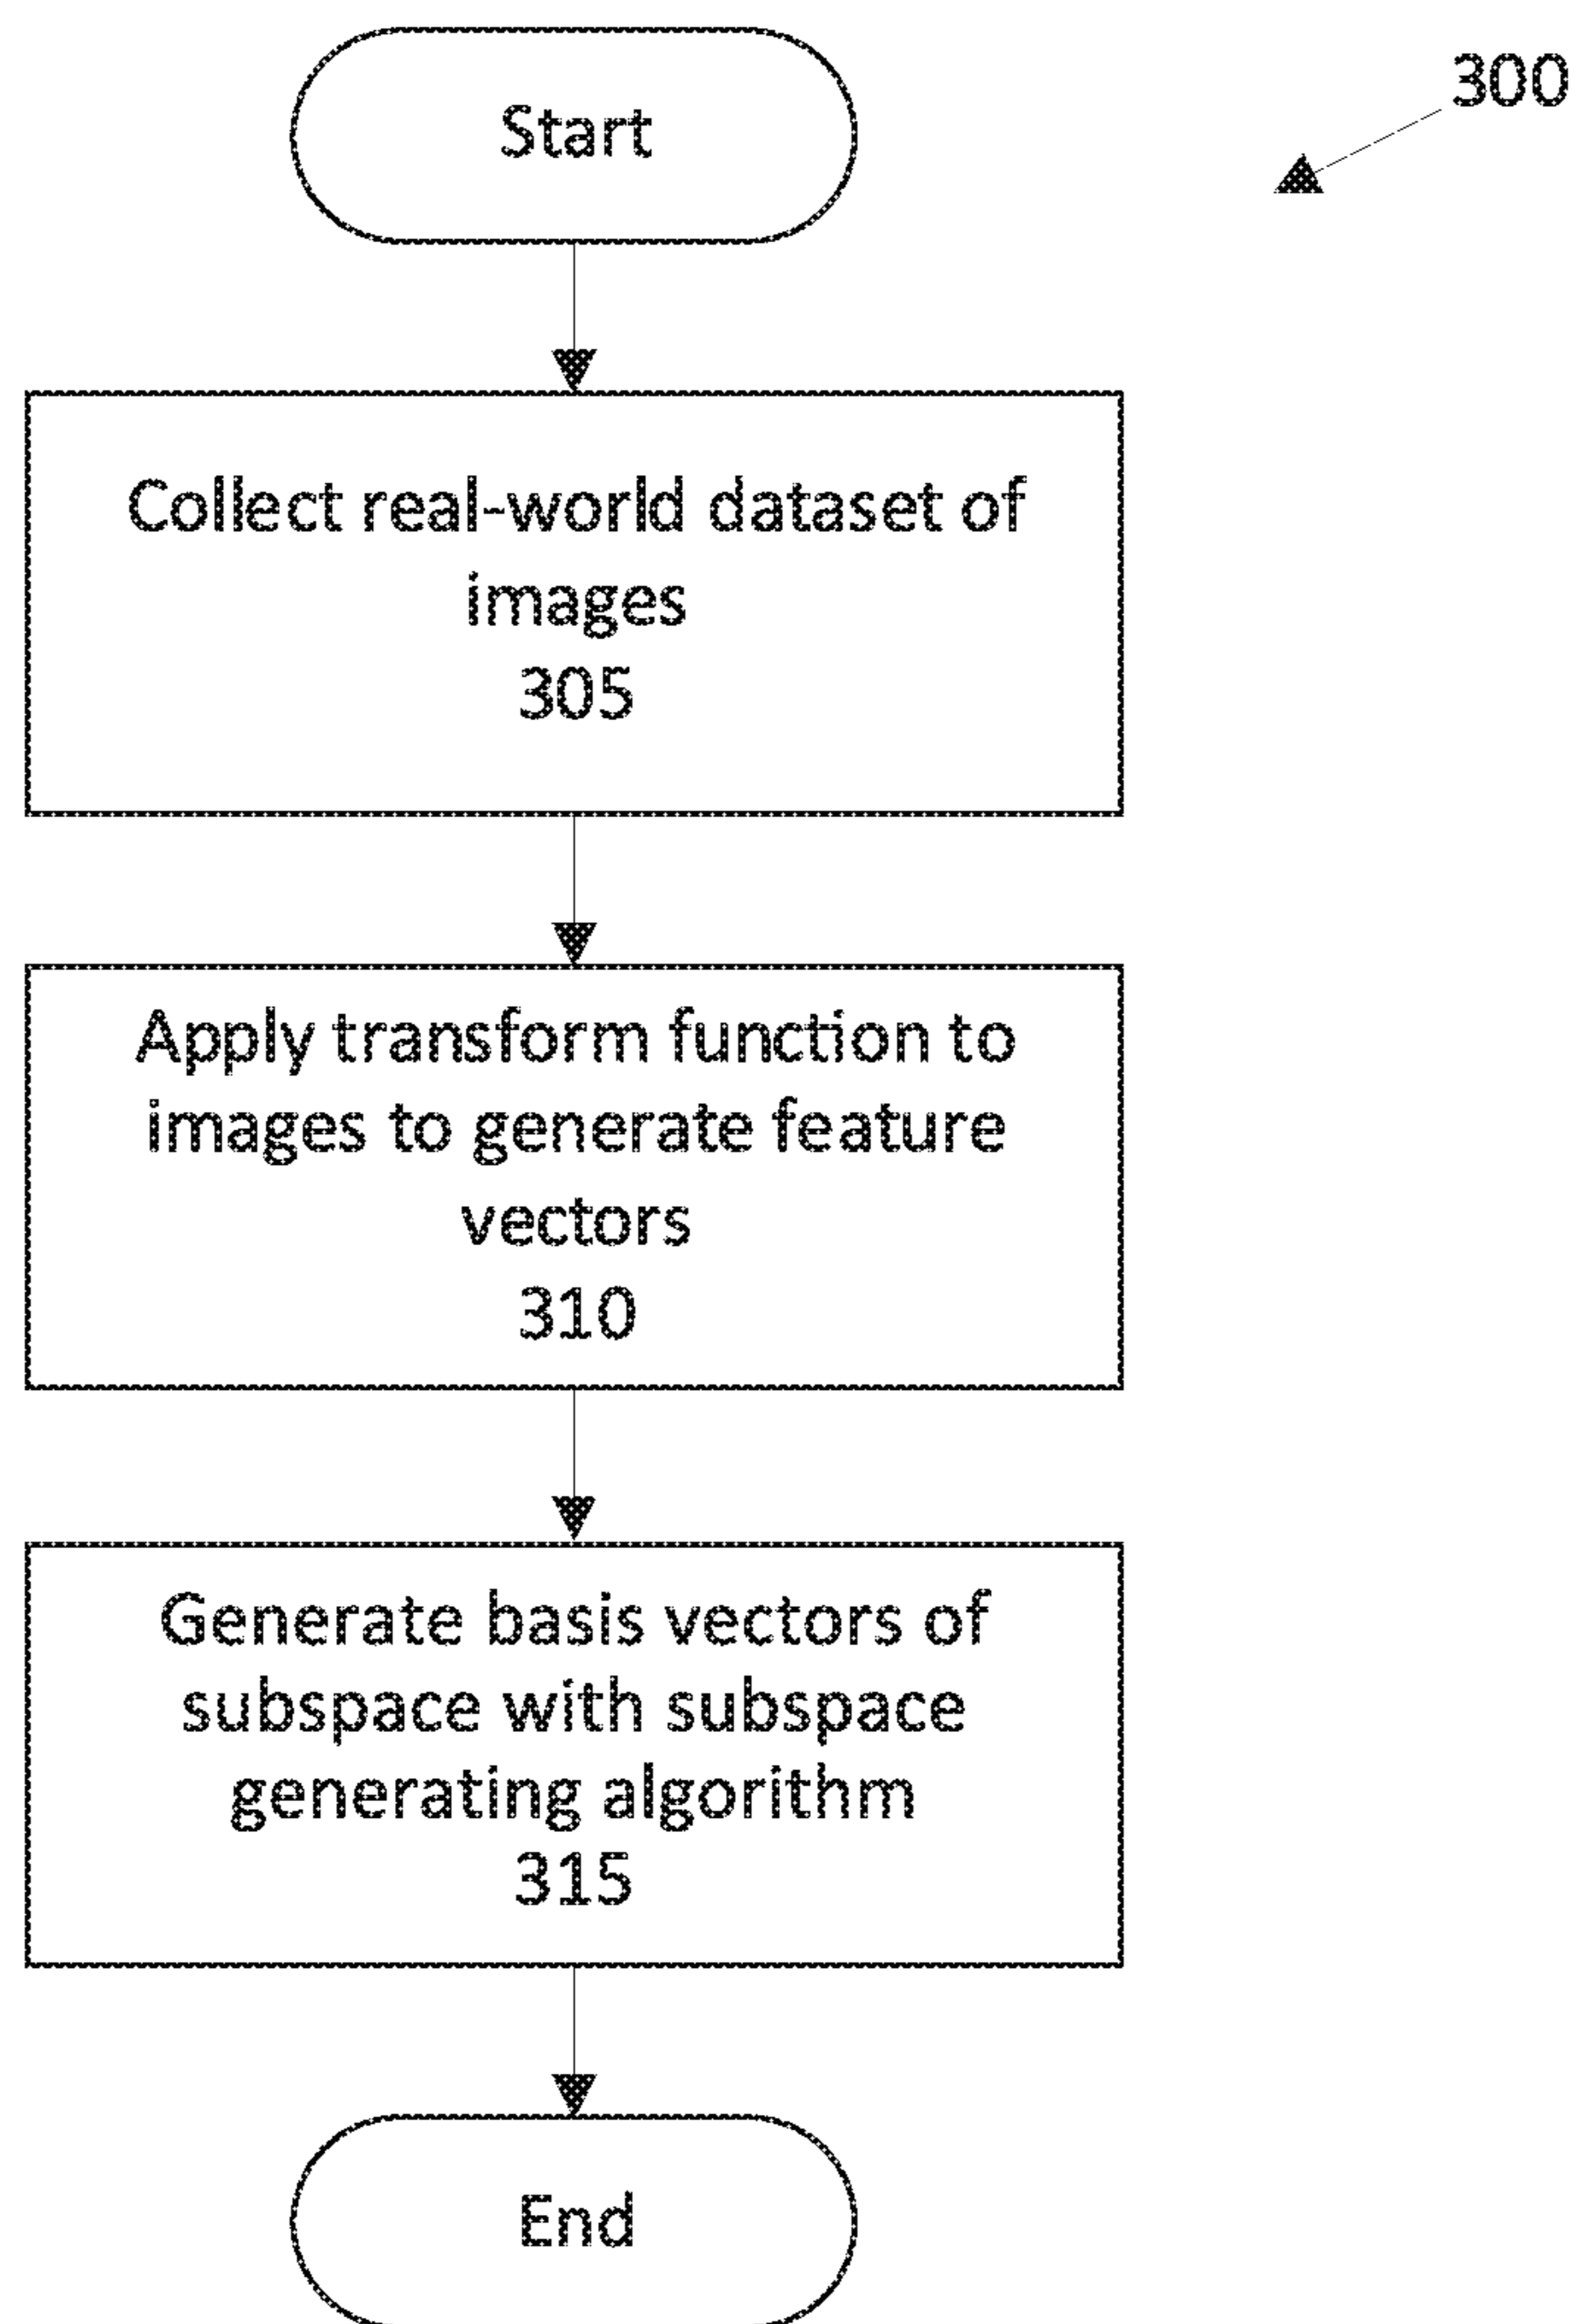 Start
300
Collect real-world dataset of
images
305
Apply transform function to
images to generate feature
vectors
310
Generate basis vectors of
subspace with subspace
generating algorithm
315
End